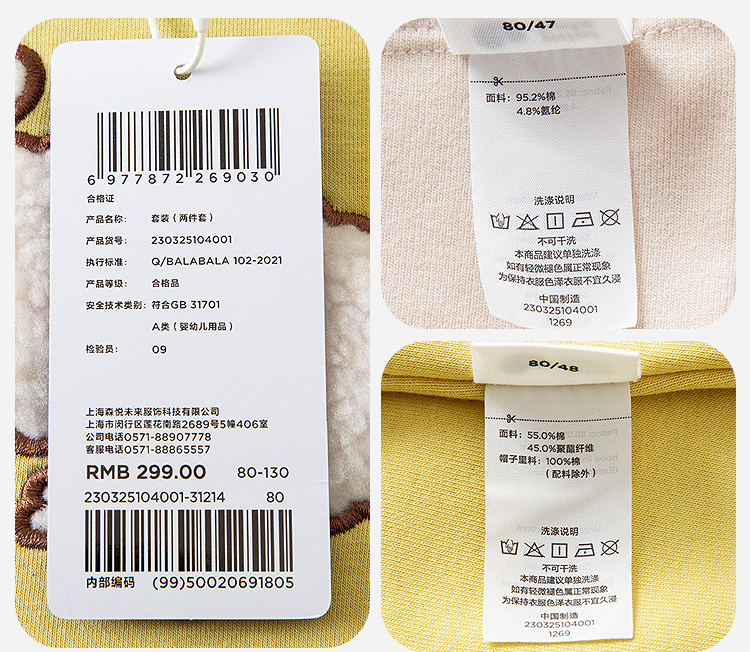 6 977872 269030
合格证
产品名称: 套装（两件套）
产品货号: 230325104001
执行标准: Q/BALABALA 102-2021
产品等级: 合格品
安全技术类别: 符合GB 31701
A类（婴幼儿用品）
检验员: 09
上海森悦未来服饰科技有限公司
上海市闵行区莲花南路2689号5幢406室
公司电话0571-88907778
客服电话0571-88865557
RMB 299.00 80-130
230325104001-31214 80
内部编码 (99)50020691805
80/47
面料: 95.2%棉
4.8%氨纶
洗涤说明
不可干洗
本商品建议单独洗涤
如有轻微褪色属正常现象
为保持衣服色泽衣服不宜久浸
中国制造
230325104001
1269
80/48
面料: 55.0%棉
45.0%聚酯纤维
帽子里料: 100%棉
（配料除外）
洗涤说明
不可干洗
本商品建议单独洗涤
如有轻微褪色属正常现象
为保持衣服色泽衣服不宜久浸
中国制造
230325104001
1269